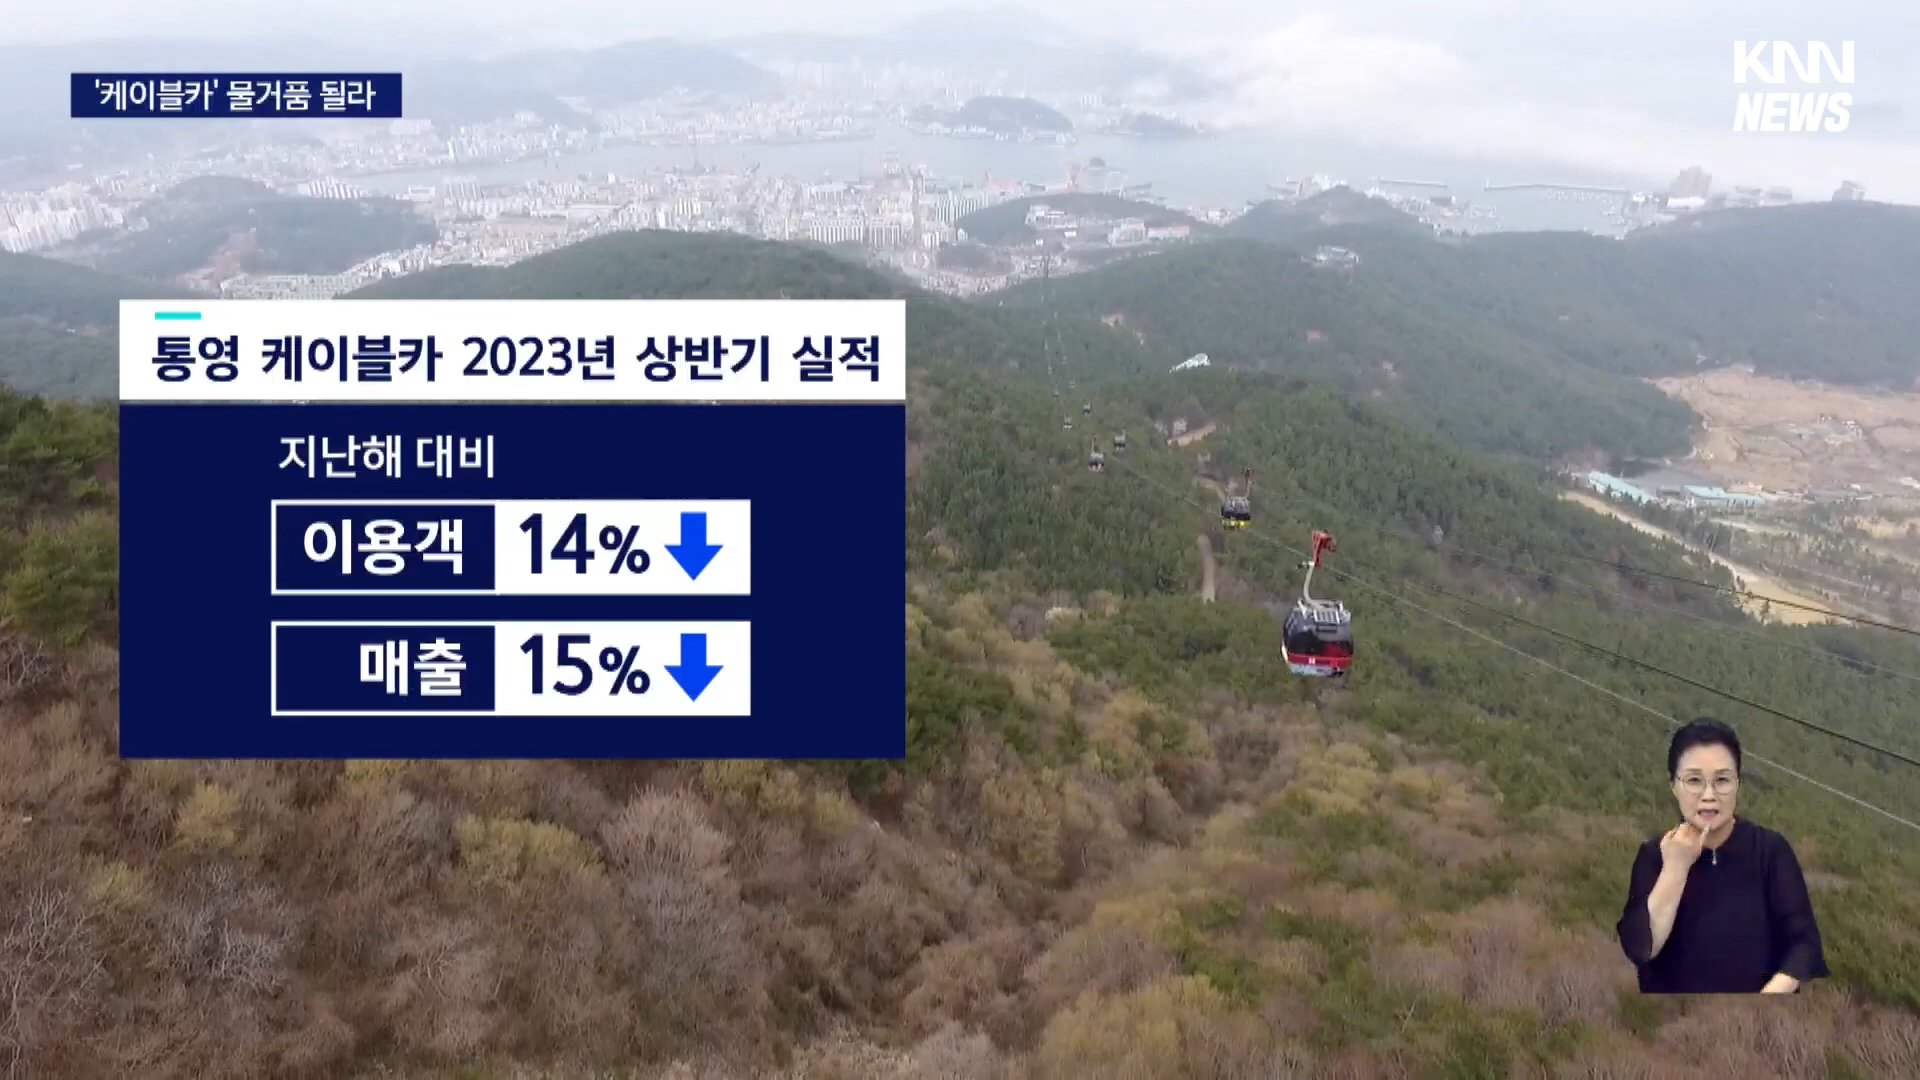 '케이블카' 물거품 될라
KNN
NEWS
통영 케이블카 2023년 상반기 실적
지난해 대비
이용객 14%
매출 15%